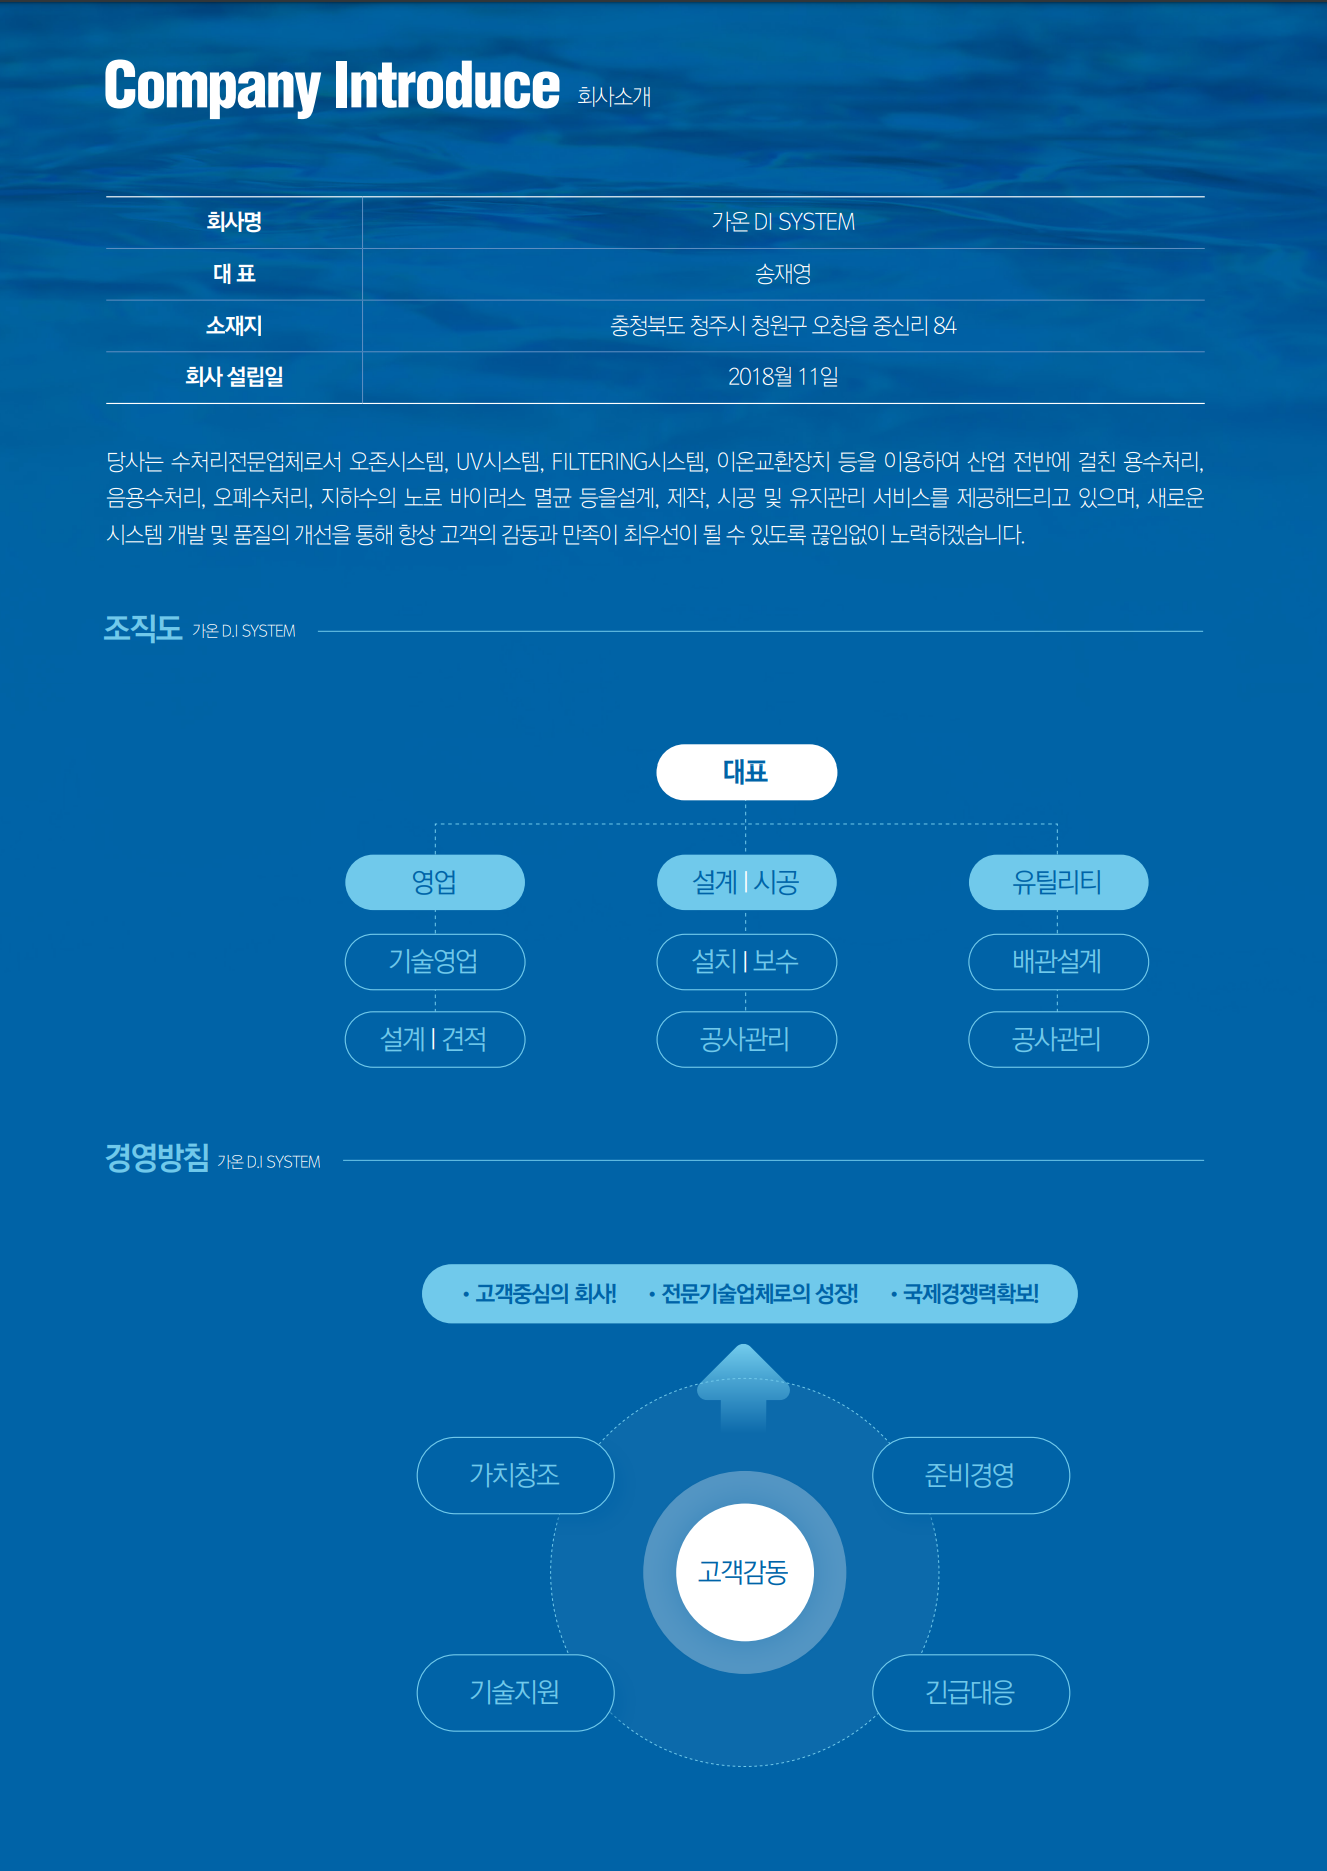 Company Introduce 회사소개
회사명 가온 DI SYSTEM
대 표 송재영
소재지 충청북도 청주시 청원구 오창읍 중신리 84
회사 설립일 2018월 11일
당사는 수처리전문업체로서 오존시스템, UV시스템, FILTERING시스템, 이온교환장치 등을 이용하여 산업 전반에 걸친 용수처리,
음용수처리, 오폐수처리, 지하수의 노로 바이러스 멸균 등을설계, 제작, 시공 및 유지관리 서비스를 제공해드리고 있으며, 새로운
시스템 개발 및 품질의 개선을 통해 항상 고객의 감동과 만족이 최우선이 될 수 있도록 끊임없이 노력하겠습니다.
조직도 가온 D.I SYSTEM
대표
영업 설계 | 시공 유틸리티
기술영업 설치 | 보수 배관설계
설계 | 견적 공사관리 공사관리
경영방침 가온 D.I SYSTEM
• 고객중심의 회사! • 전문기술업체로의 성장! • 국제경쟁력확보!
가치창조 준비경영
고객감동
기술지원 긴급대응